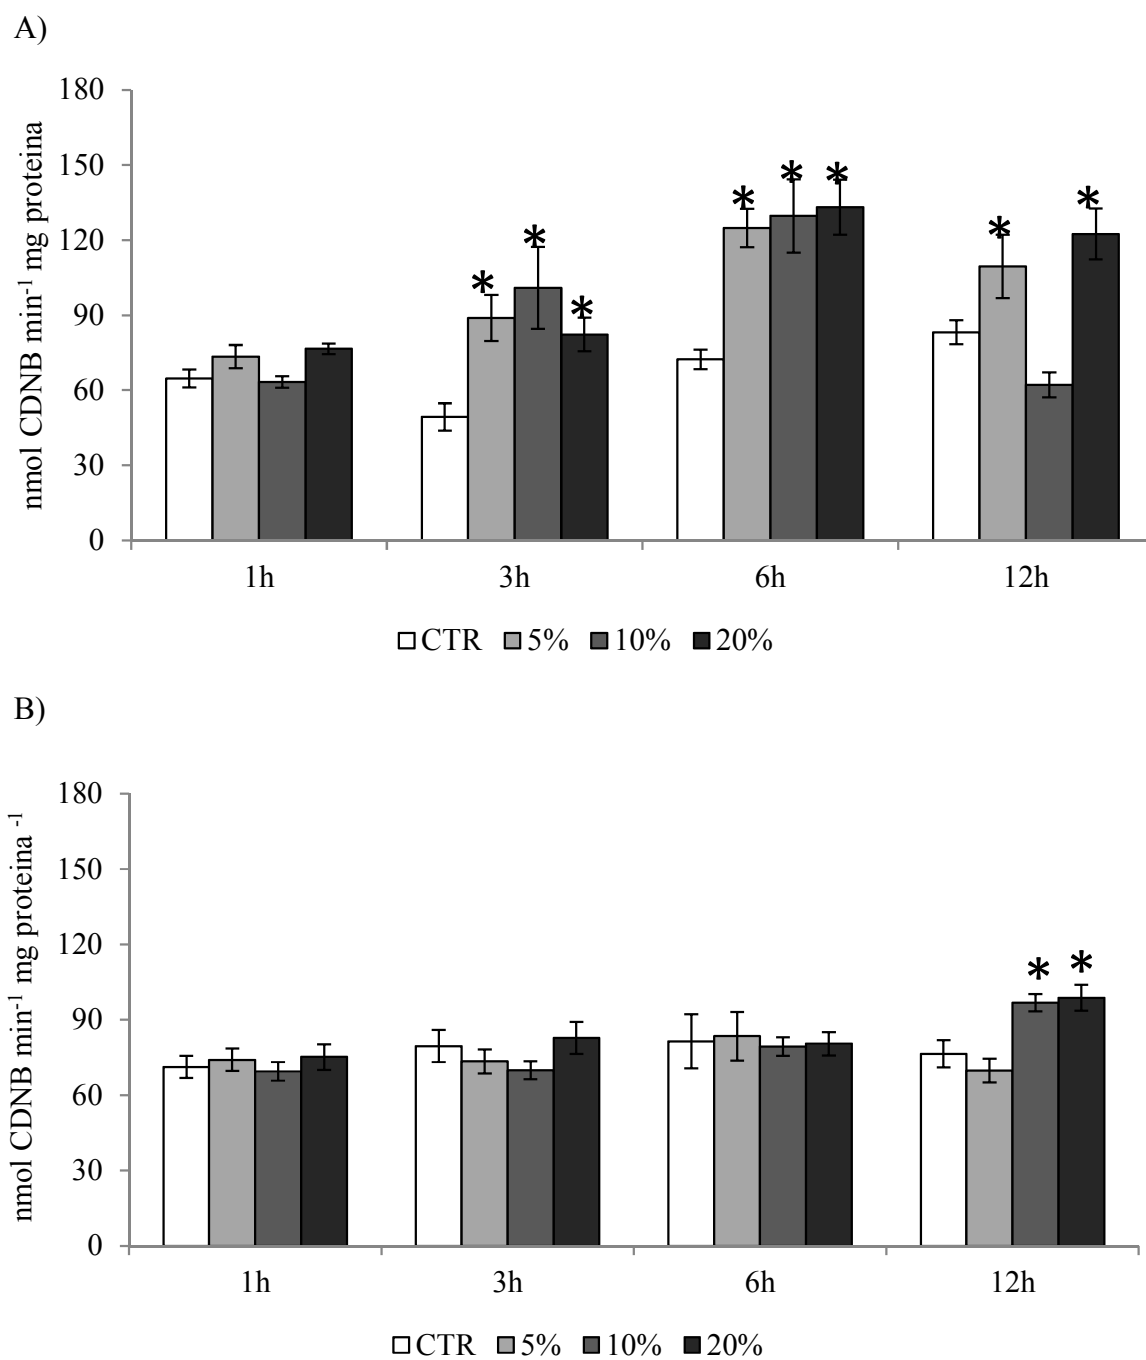 A)
nmol CDNB min⁻¹ mg proteina
180
150
120
90
60
30
0
* * * * * * * *
1h 3h 6h 12h
CTR 5% 10% 20%
B)
nmol CDNB min⁻¹ mg proteina ⁻¹
180
150
120
90
60
30
0
* *
1h 3h 6h 12h
CTR 5% 10% 20%